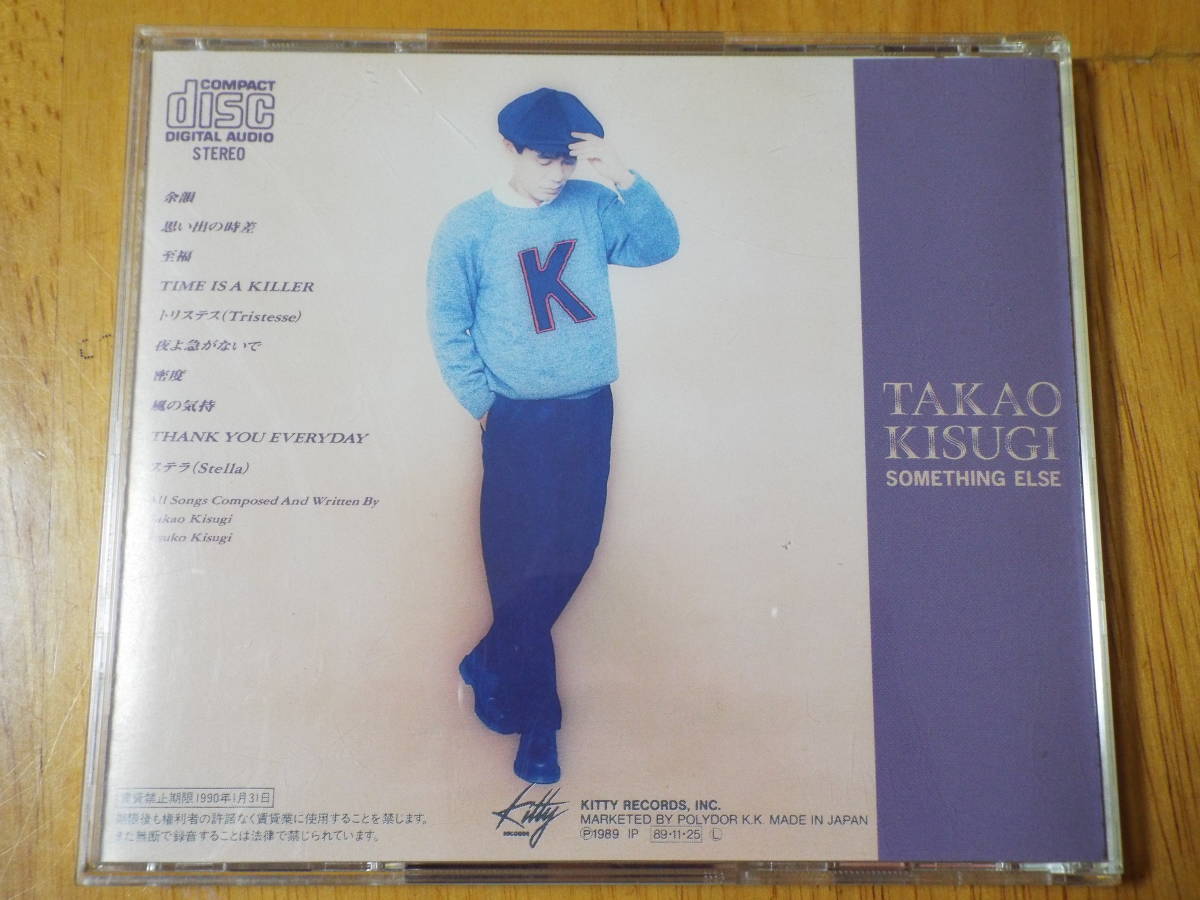 COMPACT
disc
DIGITAL AUDIO
STEREO
余韻
思い出の時差
至福
TIME IS A KILLER
トリステス(Tristesse)
夜よ急がないで
密度
風の気持
THANK YOU EVERYDAY
ステラ(Stella)
All Songs Composed And Written By
akao Kisugi
suko Kisugi
K
TAKAO
KISUGI
SOMETHING ELSE
賃貸禁止期限1990年1月31日
期限後も権利者の許諾なく賃貸業に使用することを禁じます。
また無断で録音することは法律で禁じられています。
Kitty
RECORDS
KITTY RECORDS, INC.
MARKETED BY POLYDOR K.K. MADE IN JAPAN
Ⓟ1989 IP 89·11·25 Ⓛ